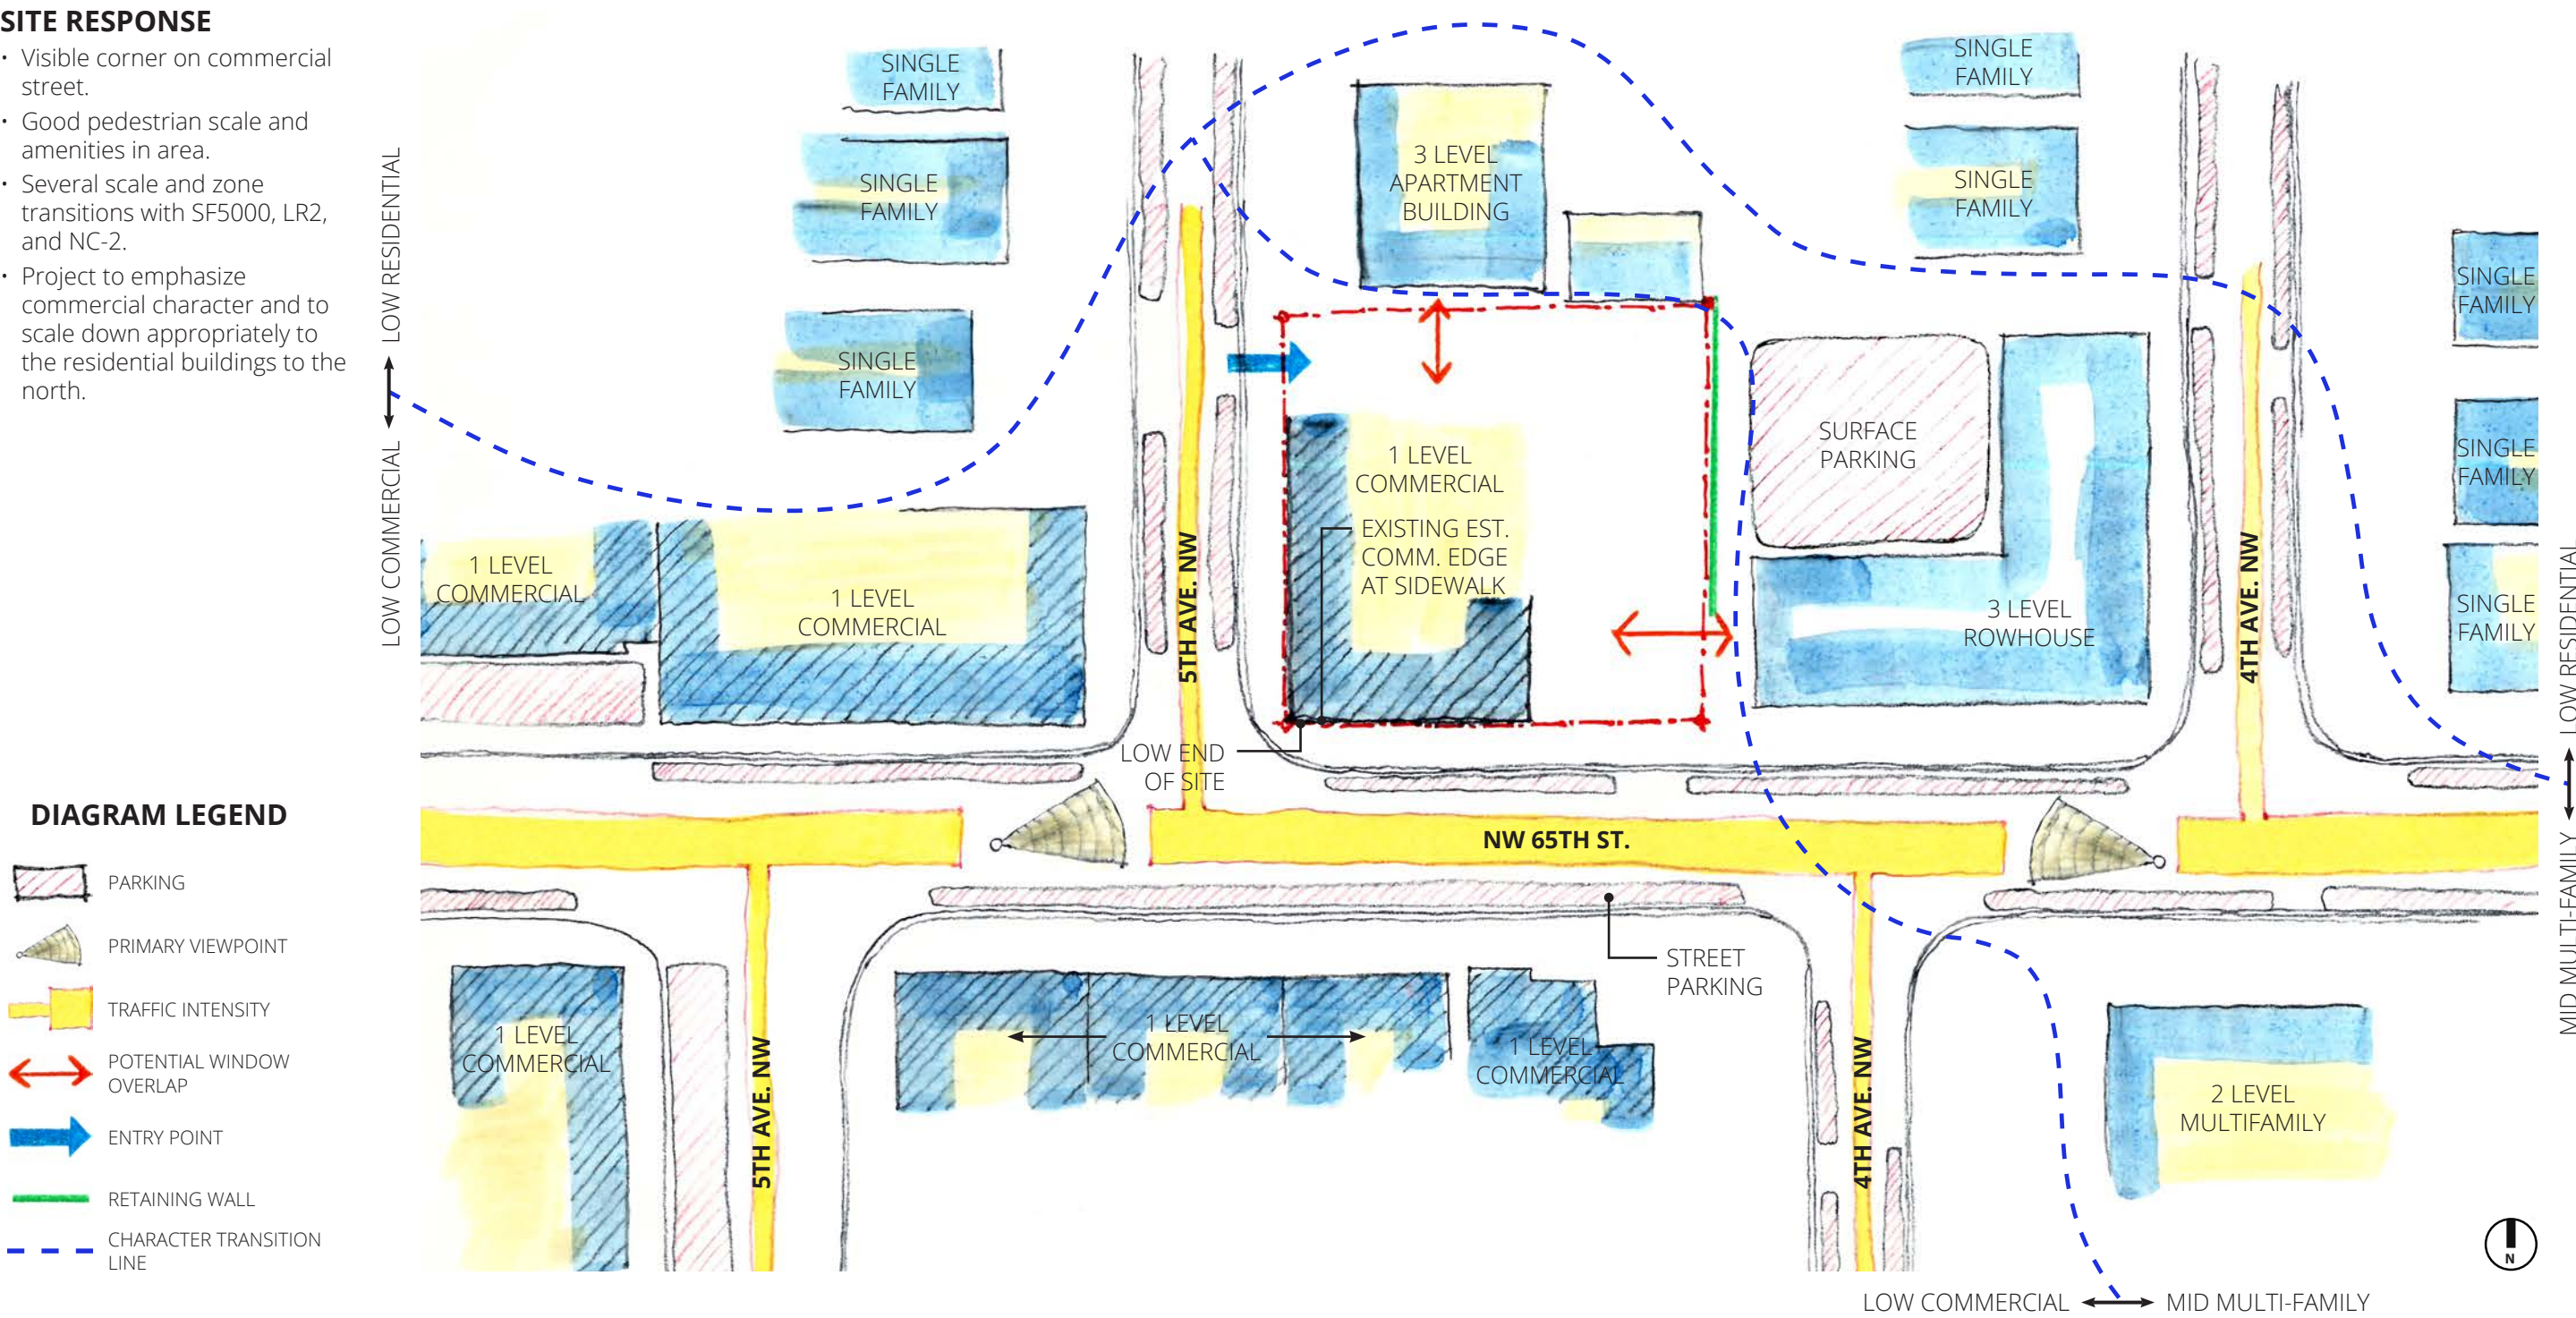 SITE RESPONSE
• Visible corner on commercial
street.
• Good pedestrian scale and
amenities in area.
• Several scale and zone
transitions with SF5000, LR2,
and NC-2.
• Project to emphasize
commercial character and to
scale down appropriately to
the residential buildings to the
north.
LOW RESIDENTIAL
LOW COMMERCIAL
SINGLE
FAMILY
SINGLE
FAMILY
SINGLE
FAMILY
3 LEVEL
APARTMENT
BUILDING
SINGLE
FAMILY
SINGLE
FAMILY
SINGLE
FAMILY
SINGLE
FAMILY
SINGLE
FAMILY
1 LEVEL
COMMERCIAL
1 LEVEL
COMMERCIAL
5TH AVE. NW
1 LEVEL
COMMERCIAL
EXISTING EST.
COMM. EDGE
AT SIDEWALK
SURFACE
PARKING
3 LEVEL
ROWHOUSE
4TH AVE. NW
LOW RESIDENTIAL
MID MULTI-FAMILY
LOW END
OF SITE
NW 65TH ST.
STREET
PARKING
1 LEVEL
COMMERCIAL
5TH AVE. NW
1 LEVEL
COMMERCIAL
1 LEVEL
COMMERCIAL
4TH AVE. NW
2 LEVEL
MULTIFAMILY
DIAGRAM LEGEND
PARKING
PRIMARY VIEWPOINT
TRAFFIC INTENSITY
POTENTIAL WINDOW
OVERLAP
ENTRY POINT
RETAINING WALL
CHARACTER TRANSITION
LINE
N
LOW COMMERCIAL
MID MULTI-FAMILY